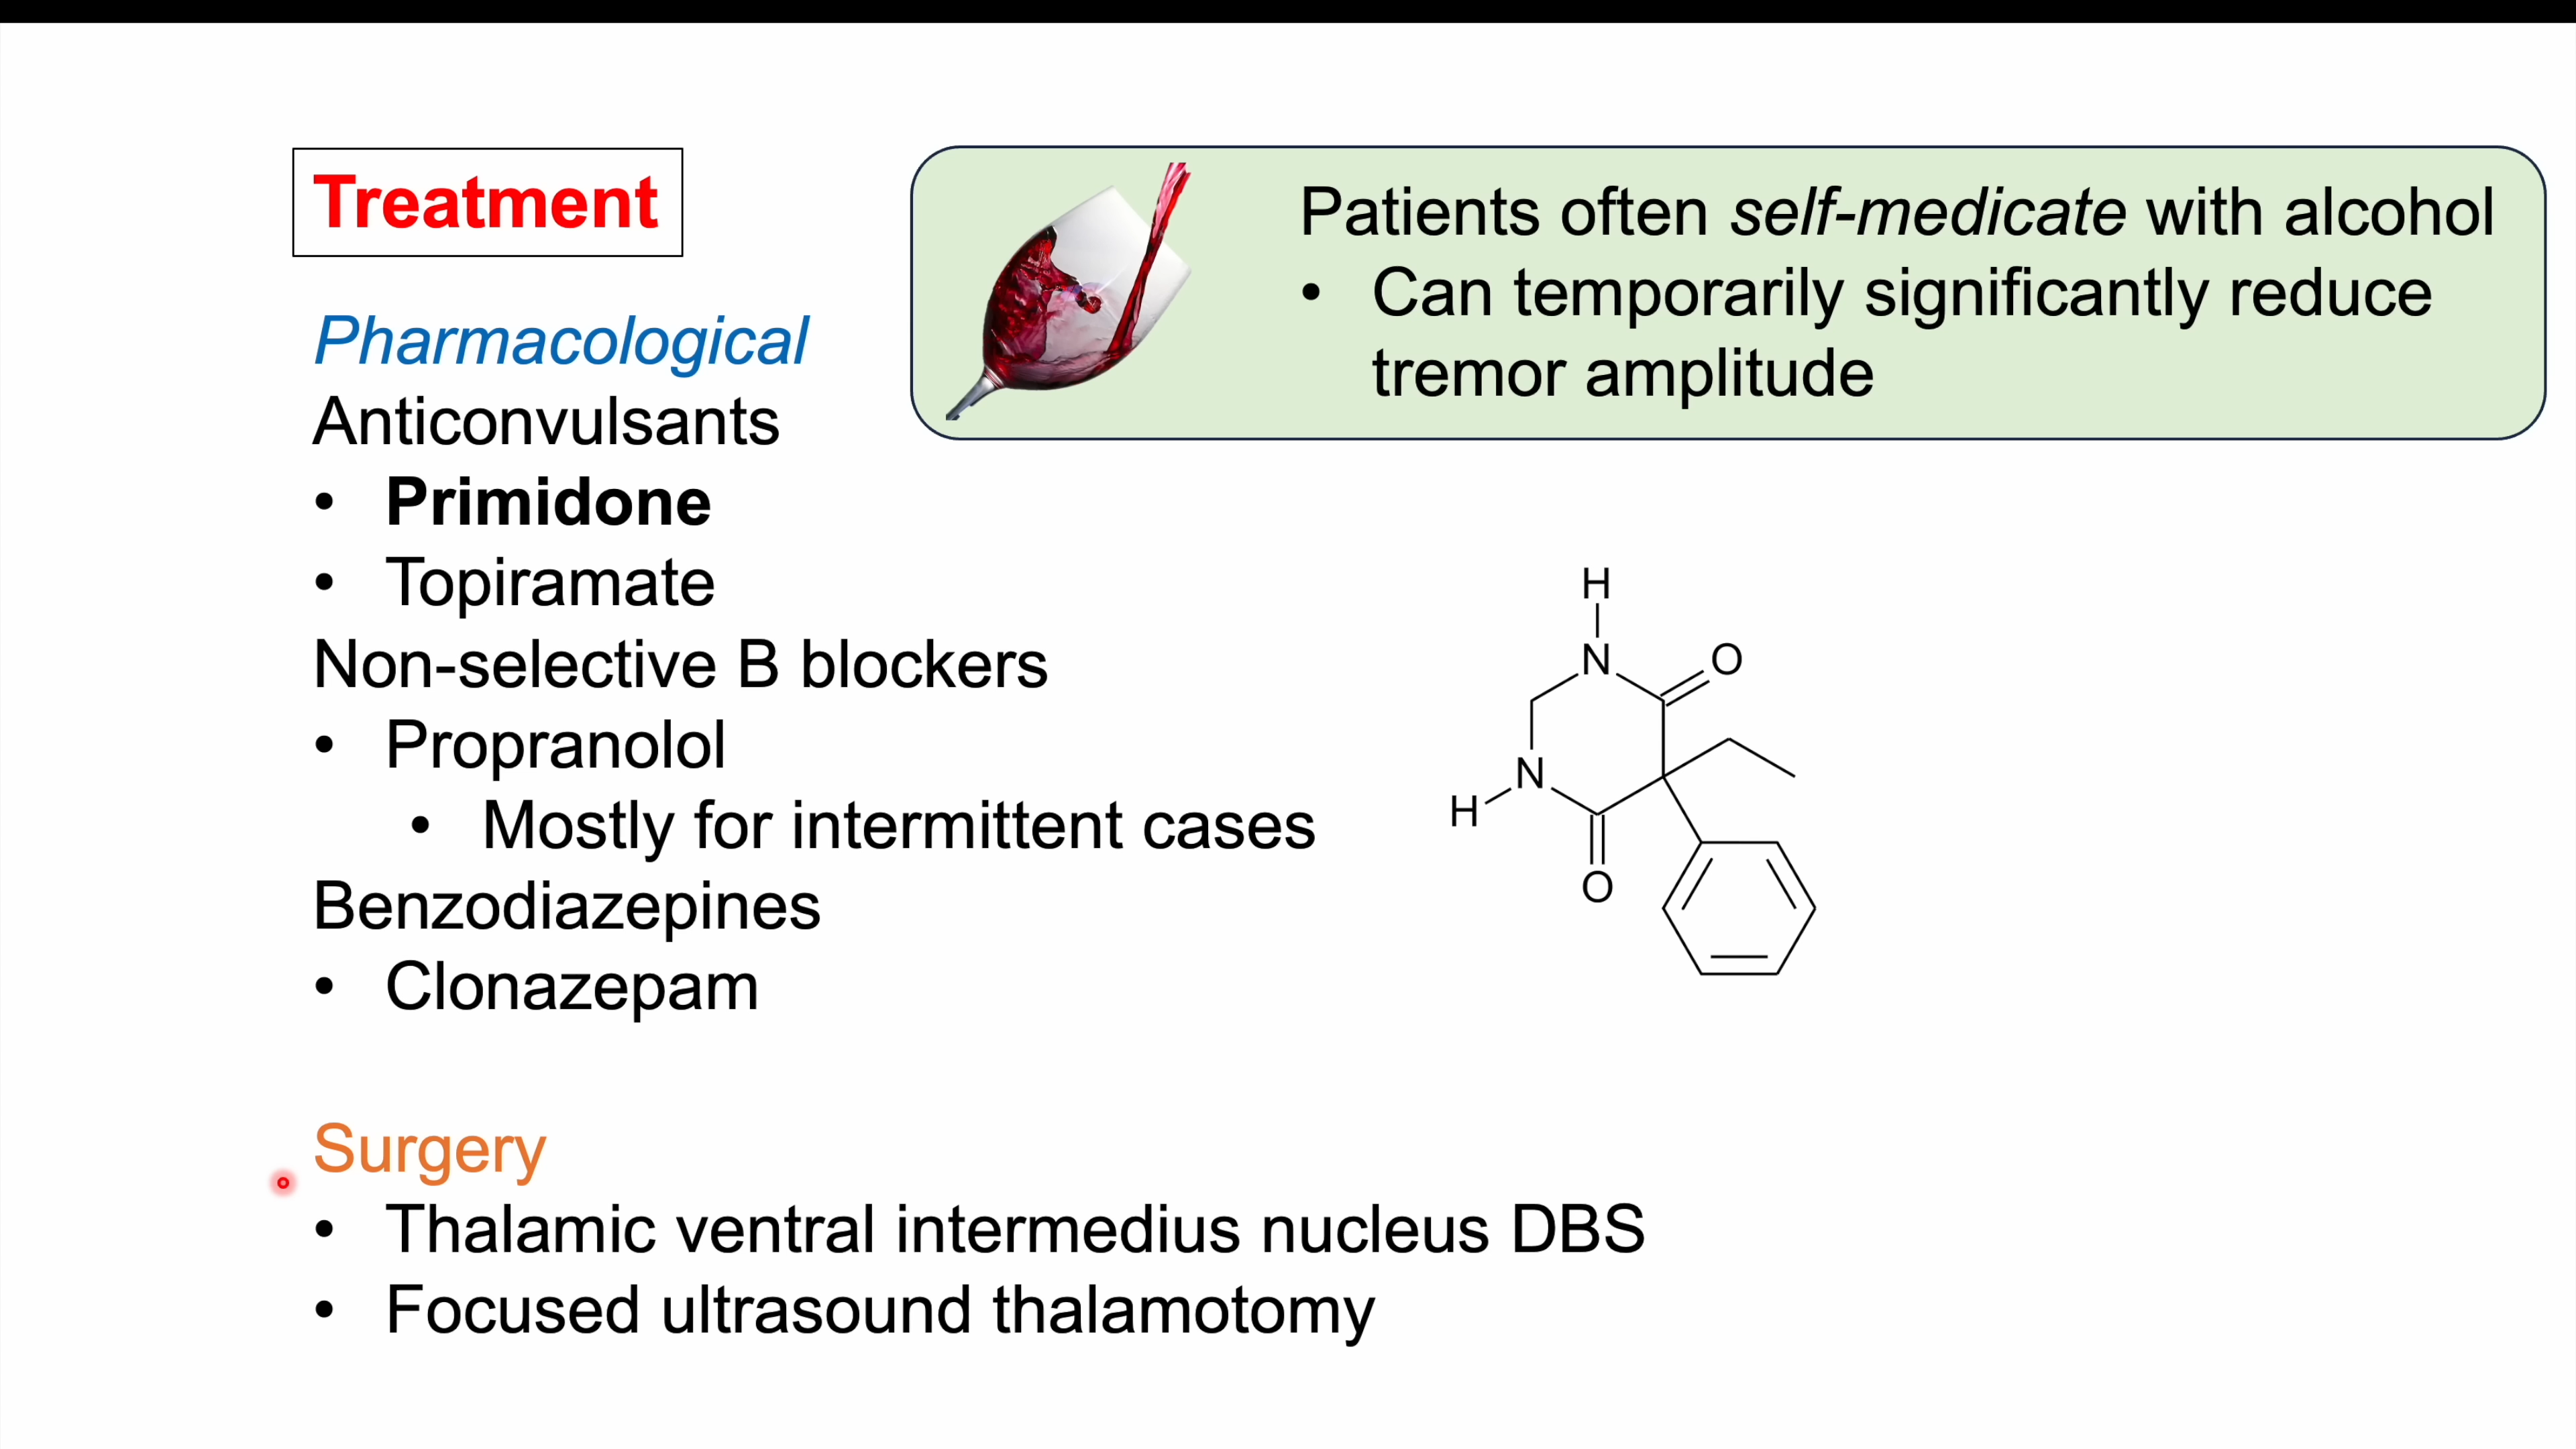 Treatment
Patients often self-medicate with alcohol
• Can temporarily significantly reduce
tremor amplitude
Pharmacological
Anticonvulsants
• Primidone
• Topiramate
Non-selective B blockers
• Propranolol
• Mostly for intermittent cases
Benzodiazepines
• Clonazepam
H
N
O
N
H
O
Surgery
• Thalamic ventral intermedius nucleus DBS
• Focused ultrasound thalamotomy